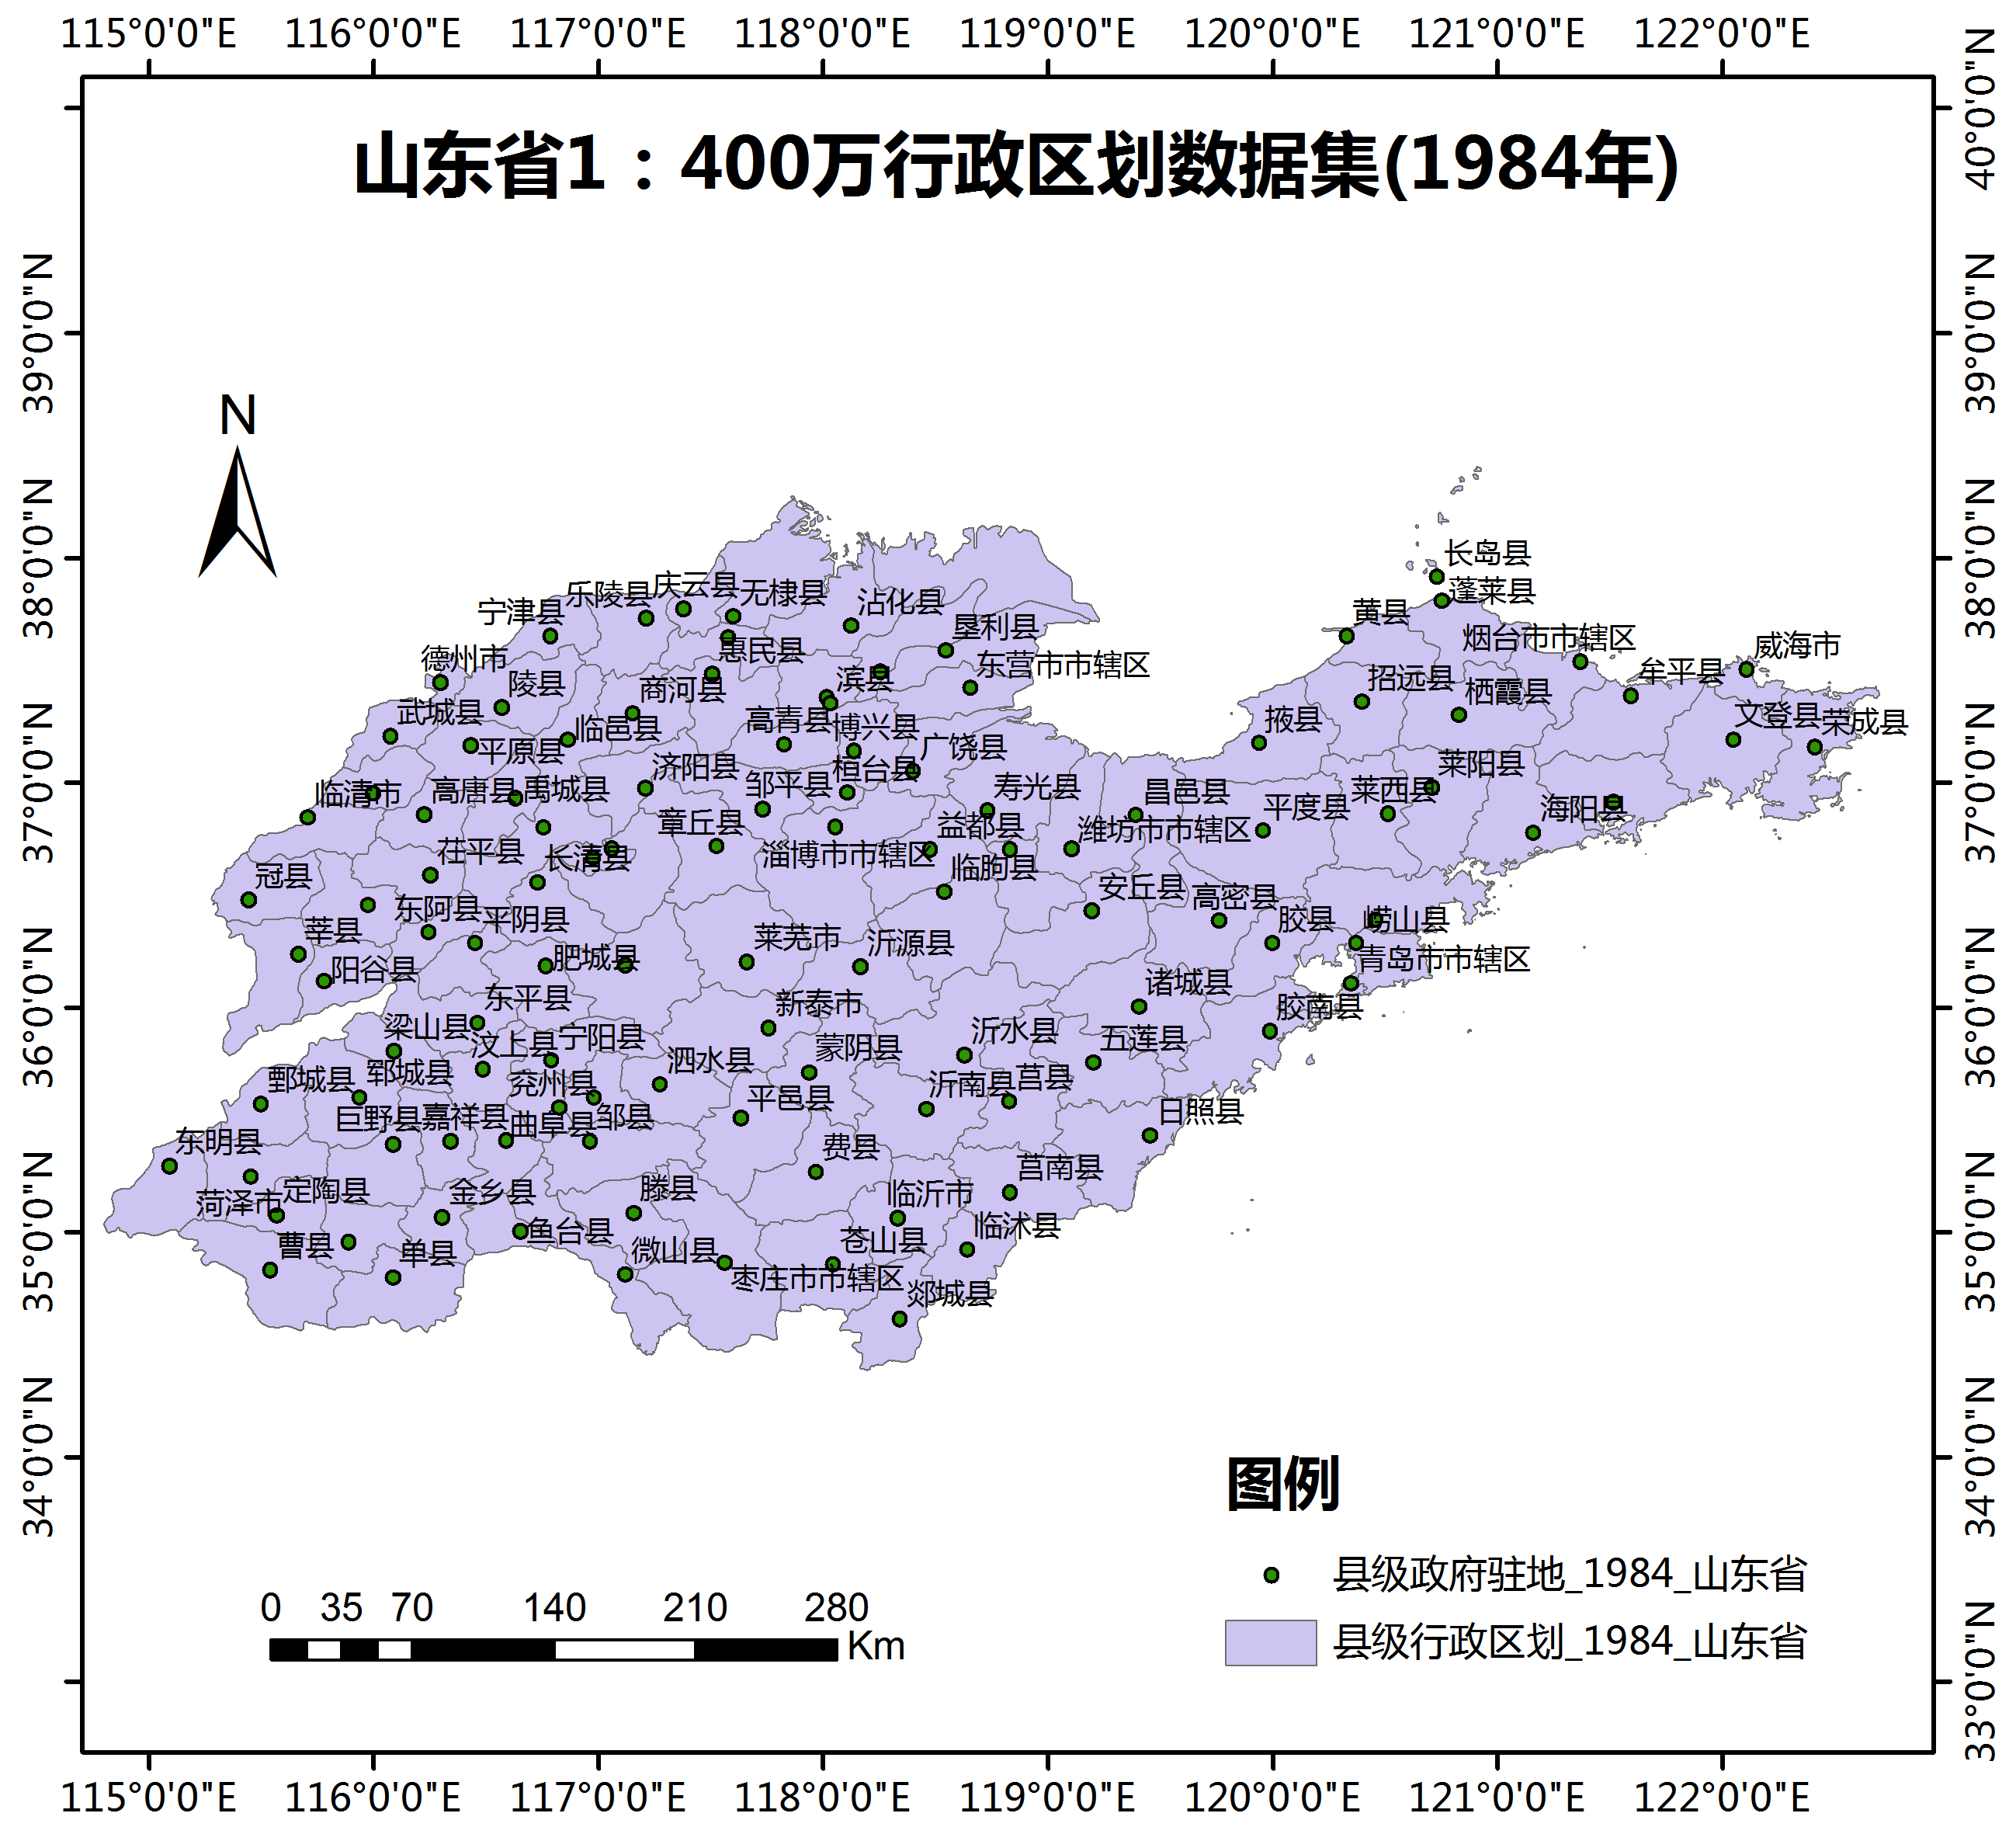 115°0'0"E 116°0'0"E 117°0'0"E 118°0'0"E 119°0'0"E 120°0'0"E 121°0'0"E 122°0'0"E
山东省1：400万行政区划数据集(1984年)
40°0'0"N
39°0'0"N
38°0'0"N
37°0'0"N
36°0'0"N
35°0'0"N
34°0'0"N
39°0'0"N
38°0'0"N
37°0'0"N
36°0'0"N
35°0'0"N
34°0'0"N
33°0'0"N
N
长岛县
蓬莱县
黄县
烟台市市辖区
威海市
牟平县
招远县
栖霞县
文登县
荣成县
掖县
莱阳县
莱西县
海阳县
平度县
乐陵县
庆云县
无棣县
沾化县
宁津县
垦利县
惠民县
东营市市辖区
德州市
陵县
商河县
滨县
武城县
临邑县
高青县
博兴县
平原县
广饶县
济阳县
桓台县
临清市
高唐县
禹城县
邹平县
寿光县
昌邑县
章丘县
益都县
潍坊市市辖区
茌平县
长清县
淄博市市辖区
临朐县
冠县
安丘县
高密县
东阿县
平阴县
胶县
崂山县
莘县
莱芜市
沂源县
肥城县
阳谷县
青岛市市辖区
诸城县
东平县
新泰市
胶南县
梁山县
汶上县
宁阳县
沂水县
五莲县
泗水县
蒙阴县
鄄城县
郓城县
兖州县
沂南县
莒县
平邑县
巨野县
嘉祥县
曲阜县
邹县
日照县
东明县
费县
莒南县
菏泽市
定陶县
金乡县
滕县
临沂市
曹县
单县
鱼台县
微山县
苍山县
临沭县
枣庄市市辖区
郯城县
图例
县级政府驻地_1984_山东省
县级行政区划_1984_山东省
0 35 70 140 210 280
Km
115°0'0"E 116°0'0"E 117°0'0"E 118°0'0"E 119°0'0"E 120°0'0"E 121°0'0"E 122°0'0"E